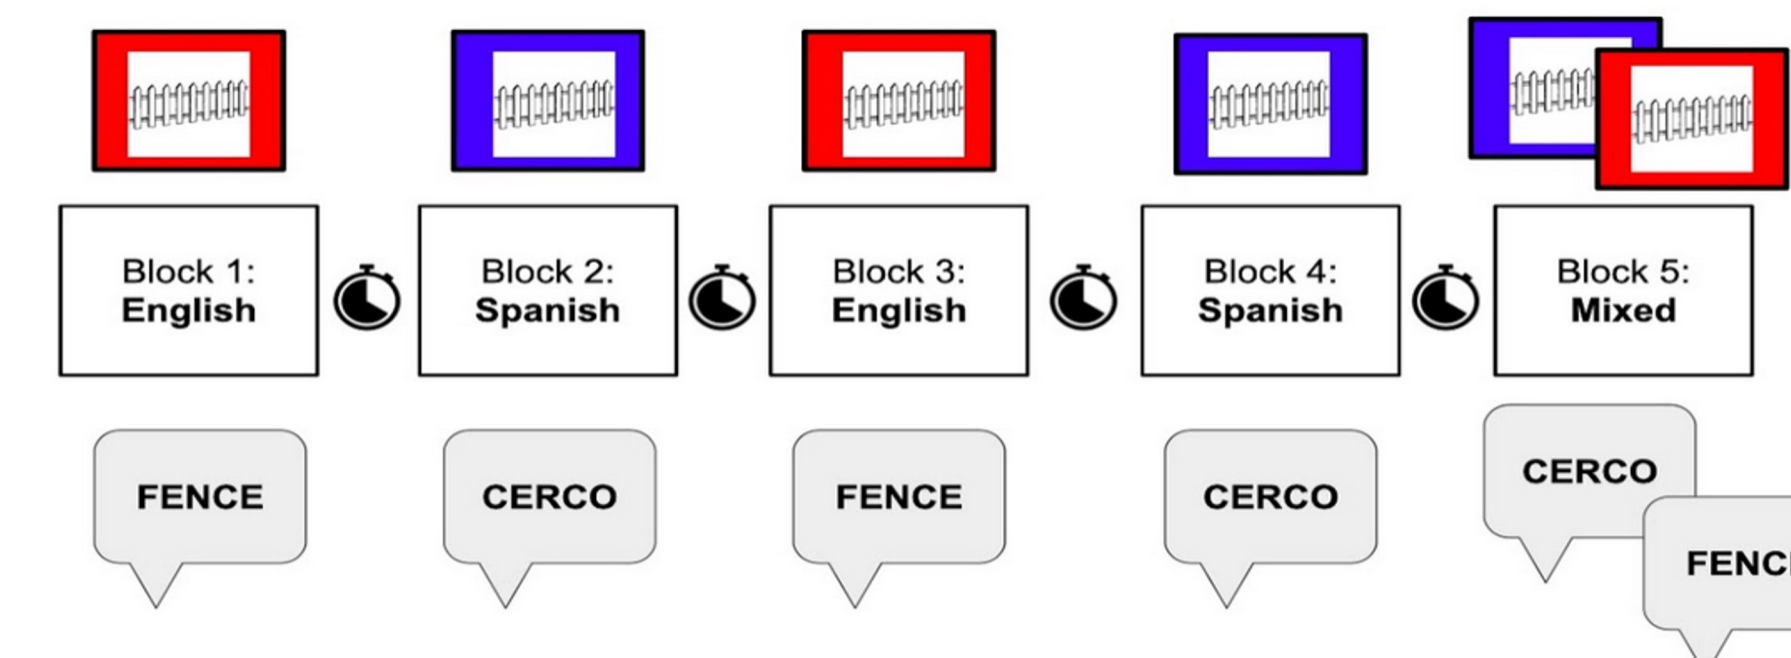 Block 1:
English
Block 2:
Spanish
Block 3:
English
Block 4:
Spanish
Block 5:
Mixed
FENCE
CERCO
FENCE
CERCO
CERCO